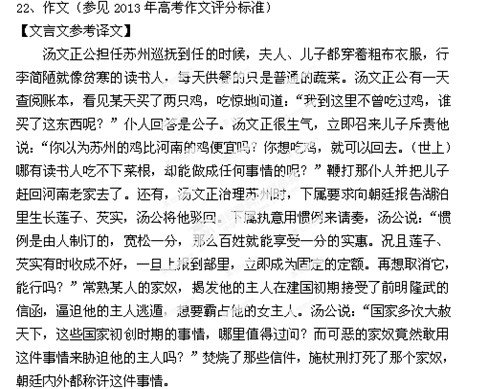 22、作文（参见 2013 年高考作文评分标准）
【文言文参考译文】
汤文正公担任苏州巡抚到任的时候，夫人、儿子都穿着粗布衣服，行
李简陋就像贫寒的读书人，每天供餐的只是普通的蔬菜。汤文正公有一天
查阅账本，看见某天买了两只鸡，吃惊地问道：“我到这里不曾吃过鸡，谁
买了这东西呢？”仆人回答是公子。汤文正公很生气，立即召来儿子斥责他
说：“你以为苏州的鸡比河南的鸡便宜吗？你想吃鸡，就可以回去。（世上）
哪有读书人吃不下菜根，却能做成任何事情的呢？”鞭打那仆人并把儿子
赶回河南老家去了。还有，汤文正治理苏州时，下属要求向朝廷报告湖泊
里生长莲子、芡实，汤公将他驳回。下属执意用惯例来请奏，汤公说：“惯
例是由人制订的，宽松一分，那么百姓就能享受一分的实惠。况且莲子、
芡实有时收成不好，一旦上报到部里，立即成为固定的定额。再想取消它，
能行吗？”常熟某人的家奴，揭发他的主人在建国初期接受了前明隆武的
信函，逼迫他的主人逃遁，想要霸占他的女主人。汤公说：“国家多次大赦
天下，这些国家初创时期的事情，哪里值得过问？而可恶的家奴竟然敢用
这件事情来胁迫他的主人吗？”焚烧了那些信件，施杖刑打死了那个家奴，
朝廷内外都称许这件事情。